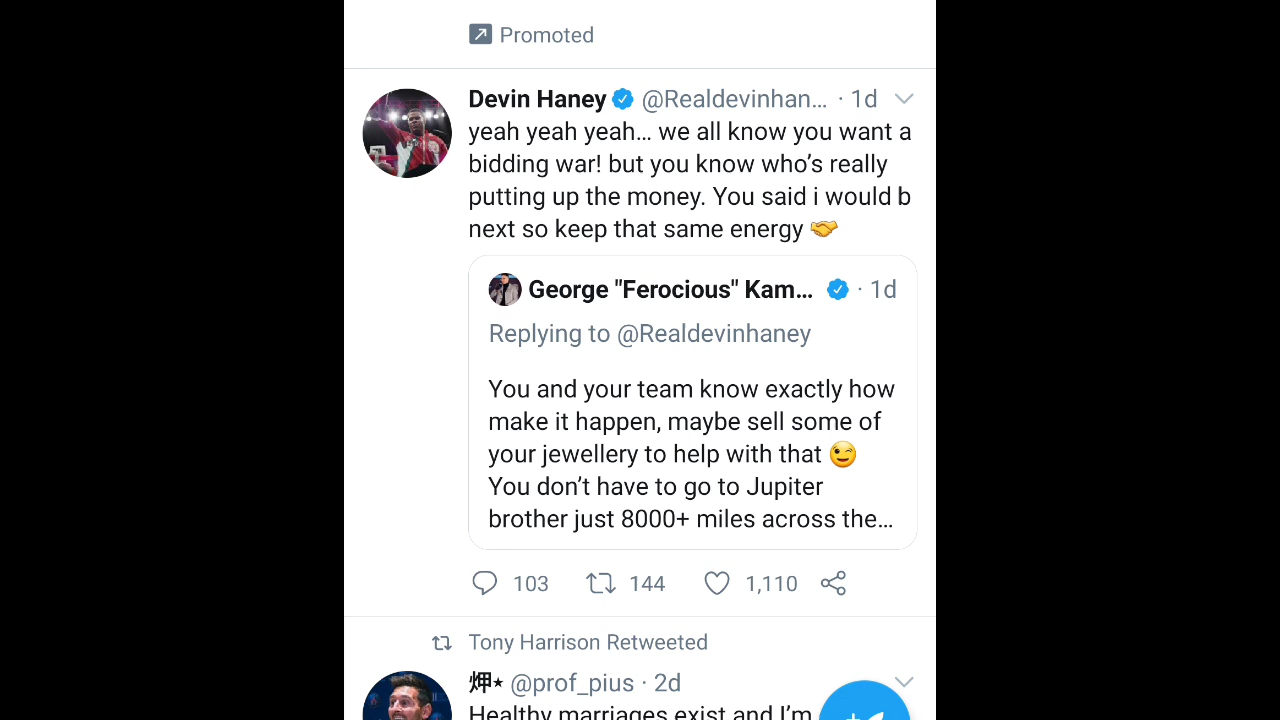 Promoted
Devin Haney @Realdevinhan... · 1d
yeah yeah yeah... we all know you want a
bidding war! but you know who's really
putting up the money. You said i would b
next so keep that same energy 🤝
George "Ferocious" Kam... · 1d
Replying to @Realdevinhaney
You and your team know exactly how
make it happen, maybe sell some of
your jewellery to help with that 😉
You don't have to go to Jupiter
brother just 8000+ miles across the...
103 144 1,110
Tony Harrison Retweeted
@prof_pius · 2d
Healthy marriages exist and I'm